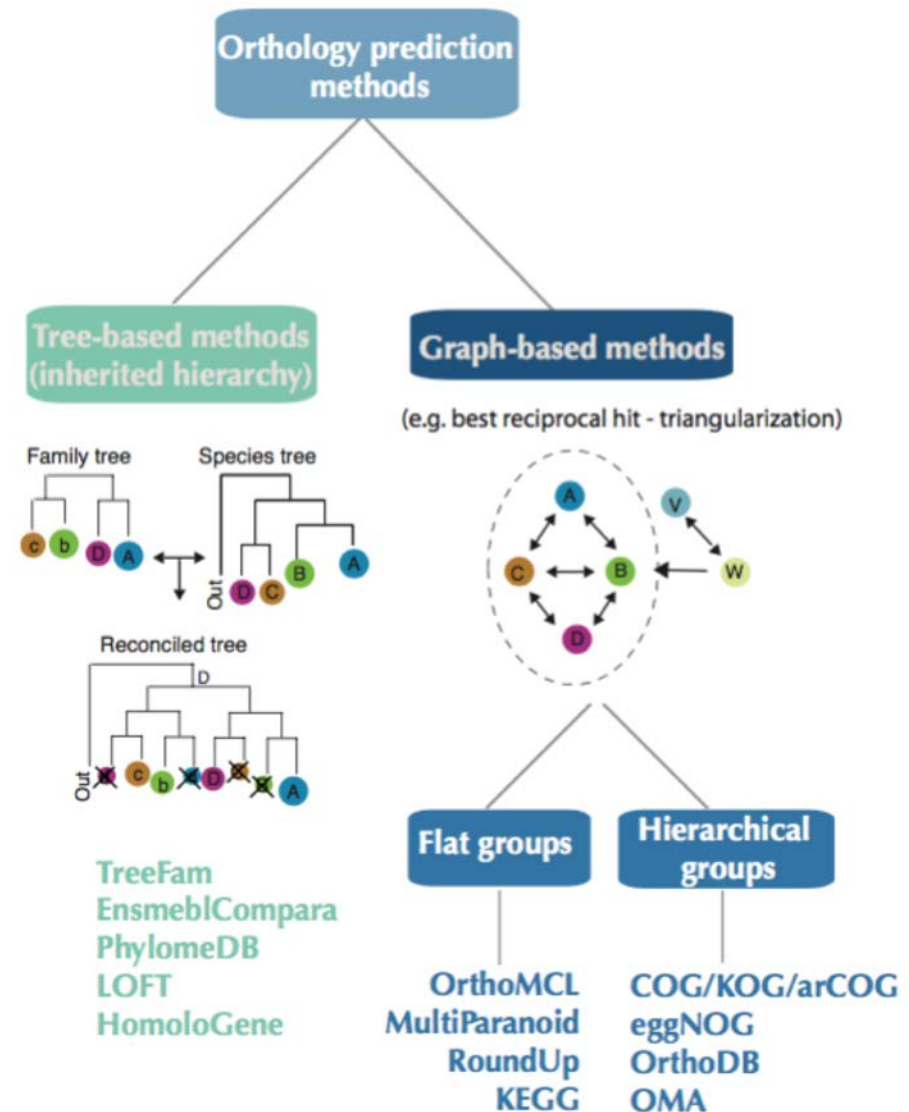 Orthology prediction
methods
Tree-based methods
(inherited hierarchy)
Graph-based methods
(e.g. best reciprocal hit - triangularization)
Family tree
c b D A
Species tree
Out D C B A
Reconciled tree
D
Out c b D A
A
C B
D
V
W
Flat groups
Hierarchical
groups
TreeFam
EnsmeblCompara
PhylomeDB
LOFT
HomoloGene
OrthoMCL
MultiParanoid
RoundUp
KEGG
COG/KOG/arCOG
eggNOG
OrthoDB
OMA